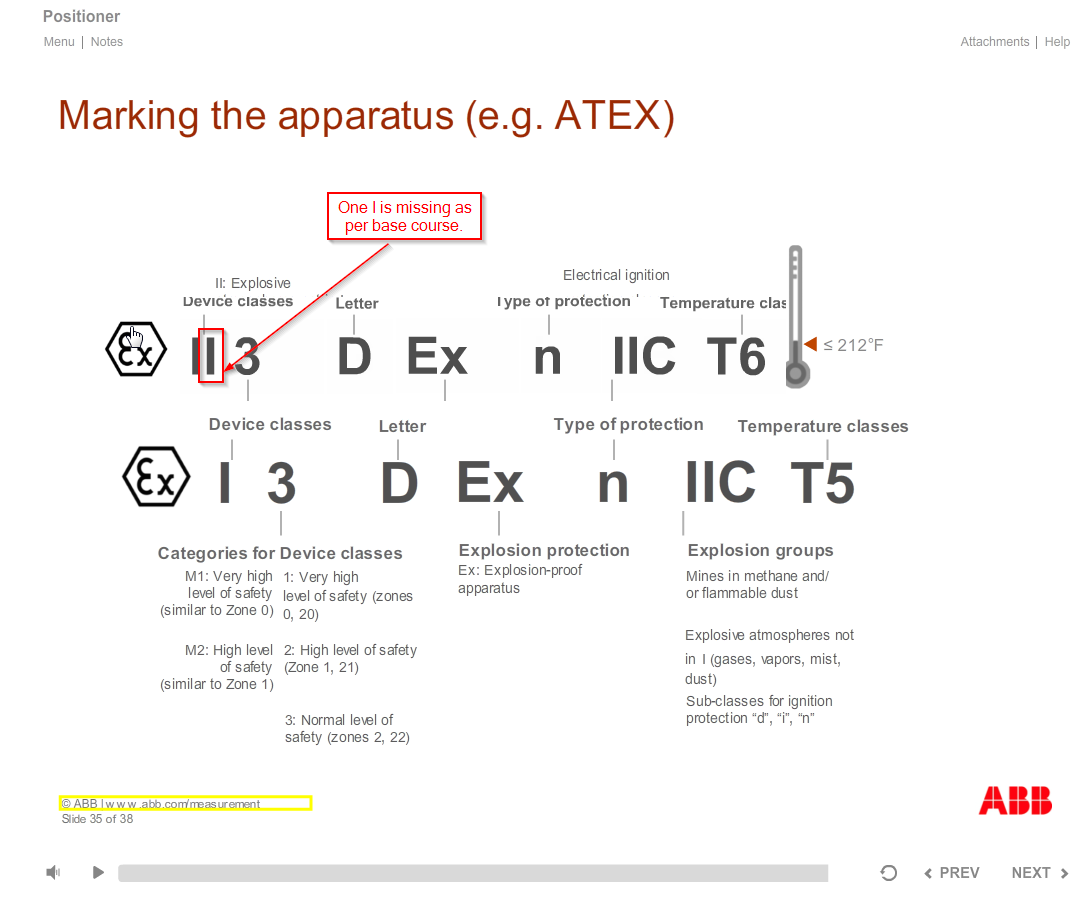 Positioner
Menu | Notes
Attachments | Help
Marking the apparatus (e.g. ATEX)
One I is missing as
per base course.
II: Explosive
Electrical ignition
Device classes
Letter
Type of protection
Temperature clas
Ex II 3 D Ex n IIC T6
≤ 212°F
Device classes
Letter
Type of protection
Temperature classes
Ex I 3 D Ex n IIC T5
Categories for Device classes
M1: Very high
level of safety
(similar to Zone 0)
1: Very high
level of safety (zones
0, 20)
M2: High level
of safety
(similar to Zone 1)
2: High level of safety
(Zone 1, 21)
3: Normal level of
safety (zones 2, 22)
Explosion protection
Ex: Explosion-proof
apparatus
Explosion groups
Mines in methane and/
or flammable dust
Explosive atmospheres not
in I (gases, vapors, mist,
dust)
Sub-classes for ignition
protection “d”, “i”, “n”
© ABB | www.abb.com/measurement
Slide 35 of 38
ABB
PREV
NEXT